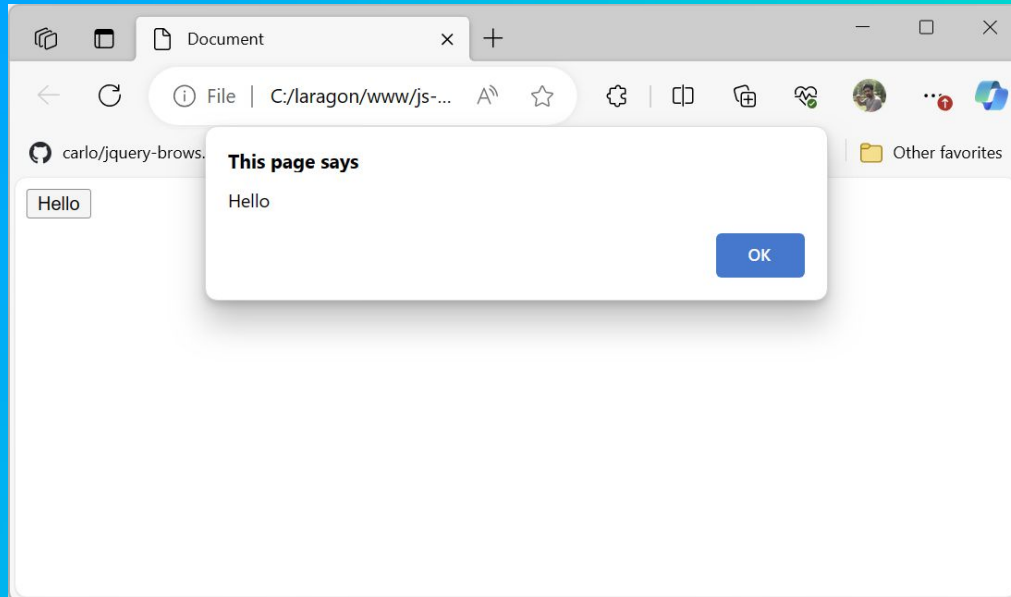 Document
File | C:/laragon/www/js-...
carlo/jquery-brows.
Other favorites
This page says
Hello
OK
Hello